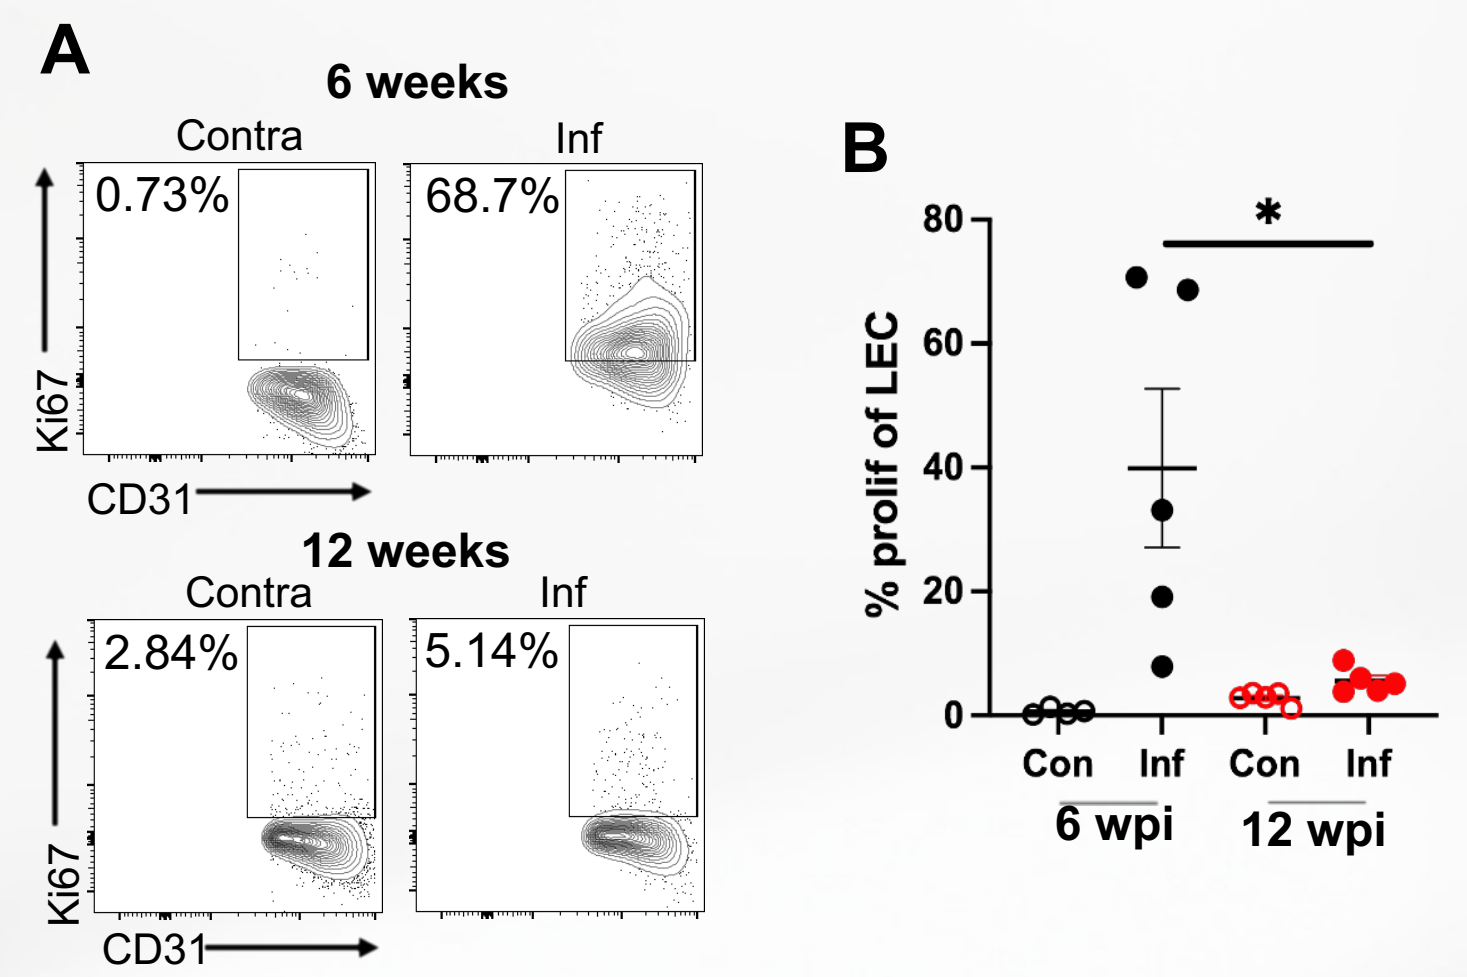 A
6 weeks
Contra
Inf
0.73%
68.7%
Ki67
CD31
12 weeks
Contra
Inf
2.84%
5.14%
Ki67
CD31
B
*
% prolif of LEC
80
60
40
20
0
Con Inf Con Inf
6 wpi 12 wpi